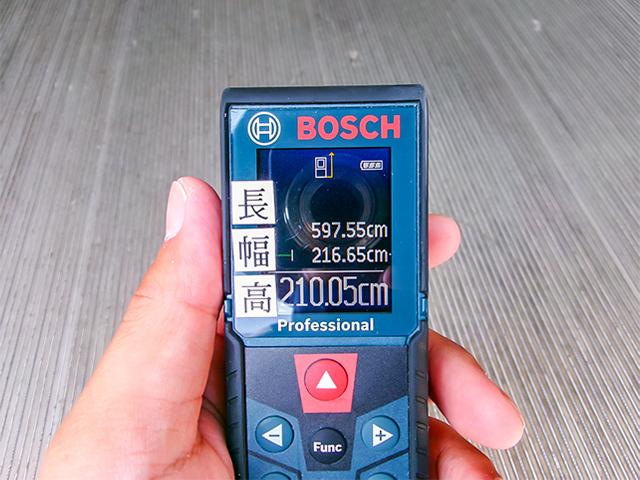 BOSCH
長 597.55cm
幅 216.65cm
高 210.05cm
Professional
Func